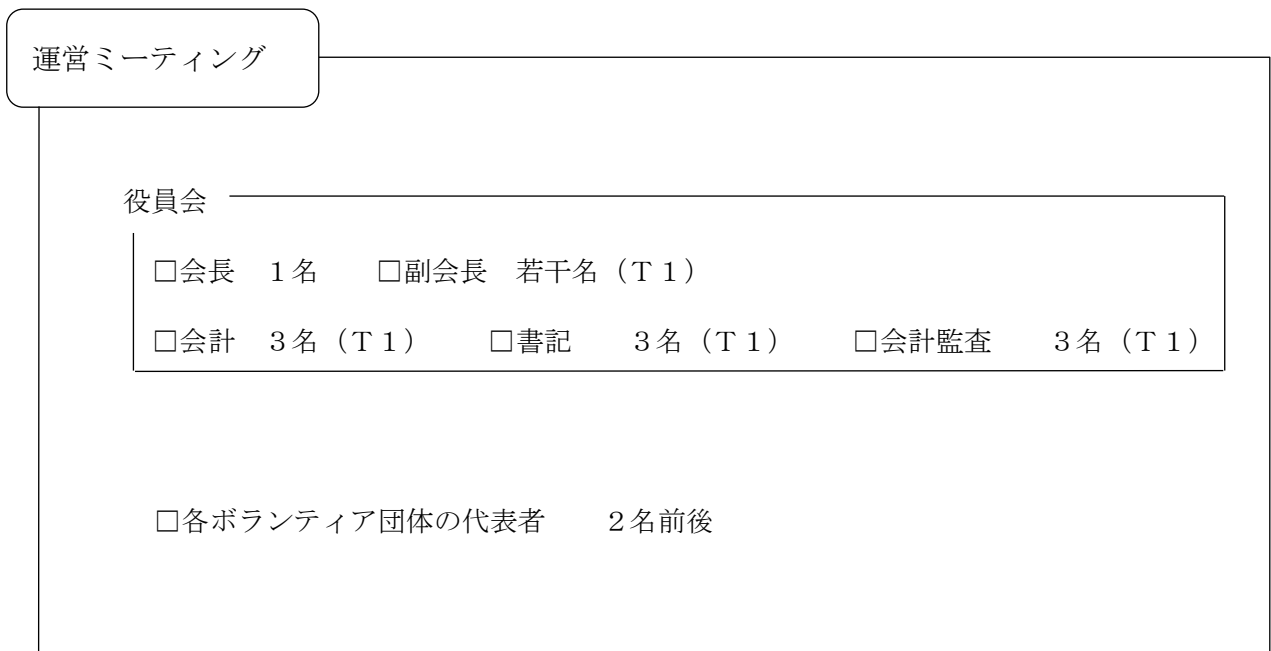 運営ミーティング
役員会
□会長　１名　　□副会長　若干名（Ｔ１）
□会計　３名（Ｔ１）　　□書記　　３名（Ｔ１）　　□会計監査　　３名（Ｔ１）
□各ボランティア団体の代表者　　２名前後